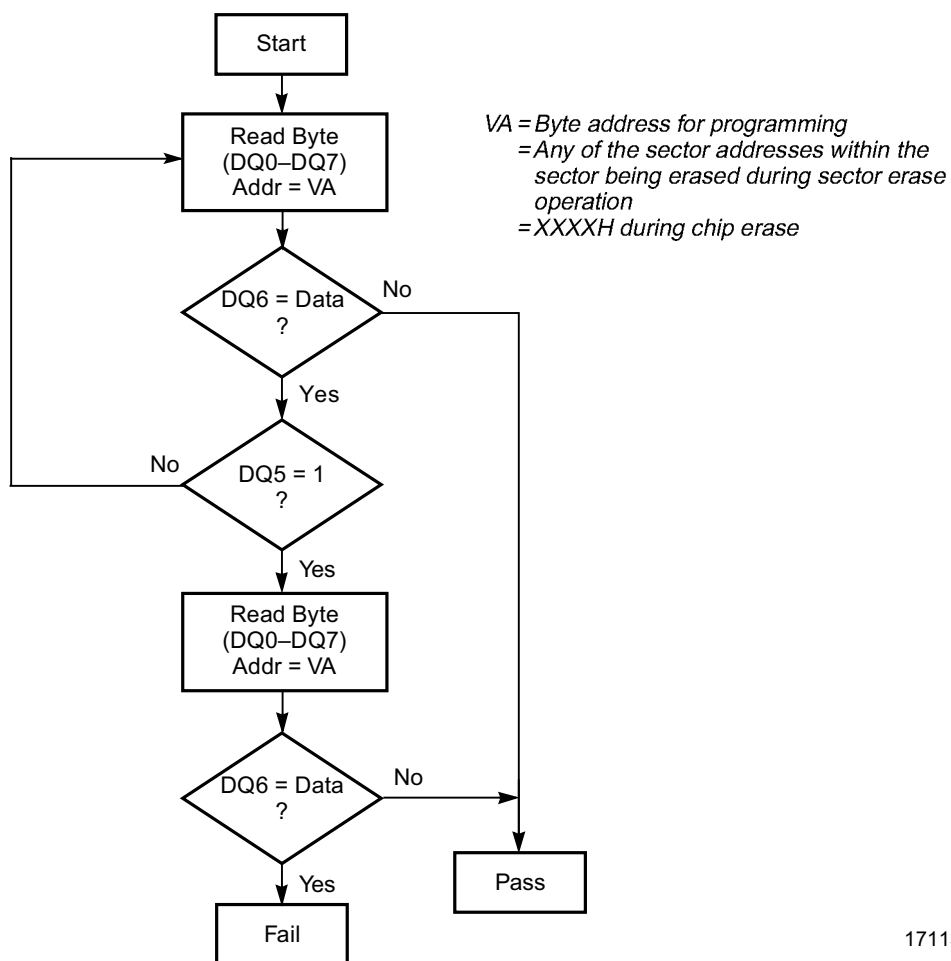 Start
Read Byte
(DQ0–DQ7)
Addr = VA
VA = Byte address for programming
= Any of the sector addresses within the
sector being erased during sector erase
operation
= XXXXH during chip erase
DQ6 = Data
?
No
Yes
No
DQ5 = 1
?
Yes
Read Byte
(DQ0–DQ7)
Addr = VA
DQ6 = Data
?
No
Yes
Pass
Fail
1711